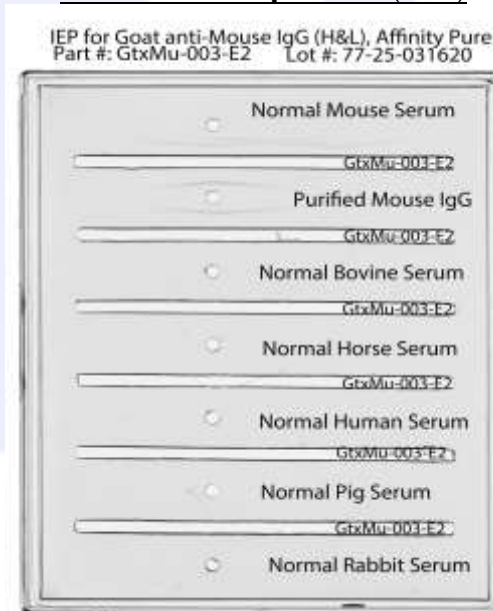 IEP for Goat anti-Mouse IgG (H&L), Affinity Pure
Part #: GtxMu-003-E2 Lot #: 77-25-031620
Normal Mouse Serum
GtxMu-003-E2
Purified Mouse IgG
GtxMu-003-E2
Normal Bovine Serum
GtxMu-003-E2
Normal Horse Serum
GtxMu-003-E2
Normal Human Serum
GtxMu-003-E2
Normal Pig Serum
GtxMu-003-E2
Normal Rabbit Serum